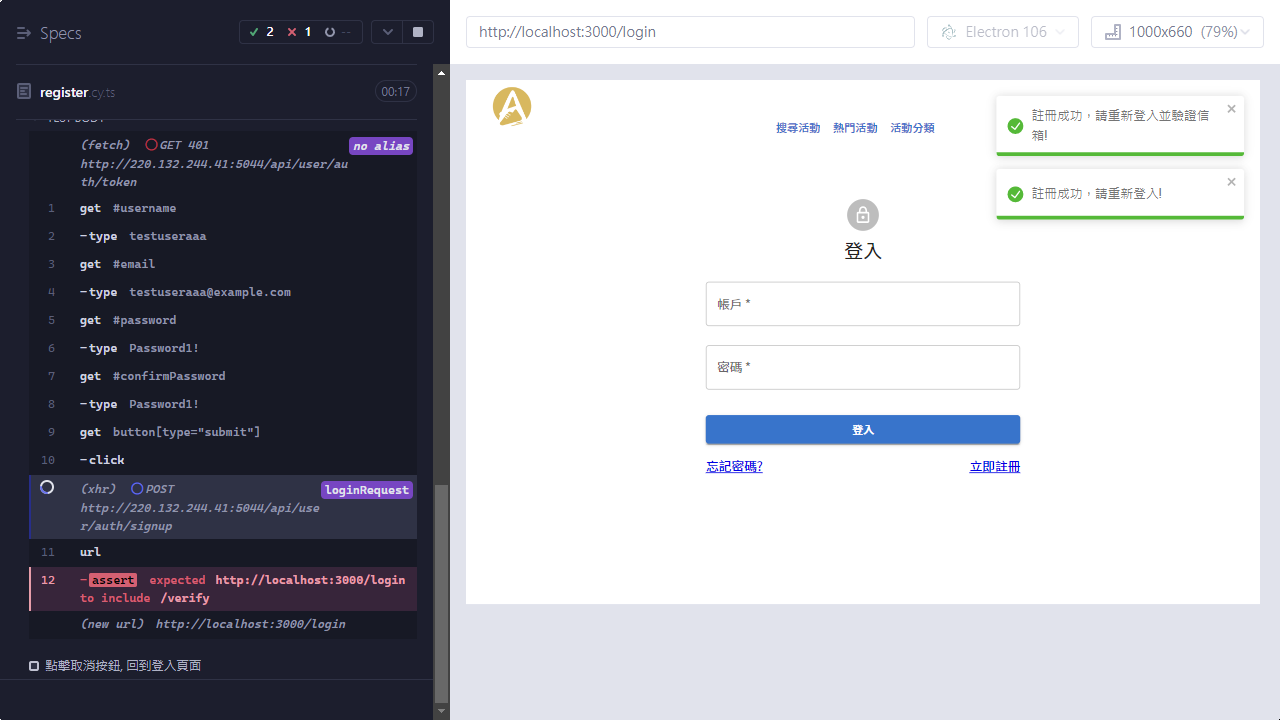 Specs
2
1
--
register.cy.ts
00:17
TEST BODY
(fetch) GET 401
http://220.132.244.41:5044/api/user/au
th/token
no alias
1 get #username
2 -type testuseraaa
3 get #email
4 -type testuseraaa@example.com
5 get #password
6 -type Password1!
7 get #confirmPassword
8 -type Password1!
9 get button[type="submit"]
10 -click
(xhr) POST
http://220.132.244.41:5044/api/use
r/auth/signup
loginRequest
11 url
12 -assert expected http://localhost:3000/login
to include /verify
(new url) http://localhost:3000/login
點擊取消按鈕, 回到登入頁面
http://localhost:3000/login
Electron 106
1000x660 (79%)
搜尋活動 熱門活動 活動分類
註冊成功，請重新登入並驗證信
箱!
×
註冊成功，請重新登入!
×
登入
帳戶 *
密碼 *
登入
忘記密碼?
立即註冊